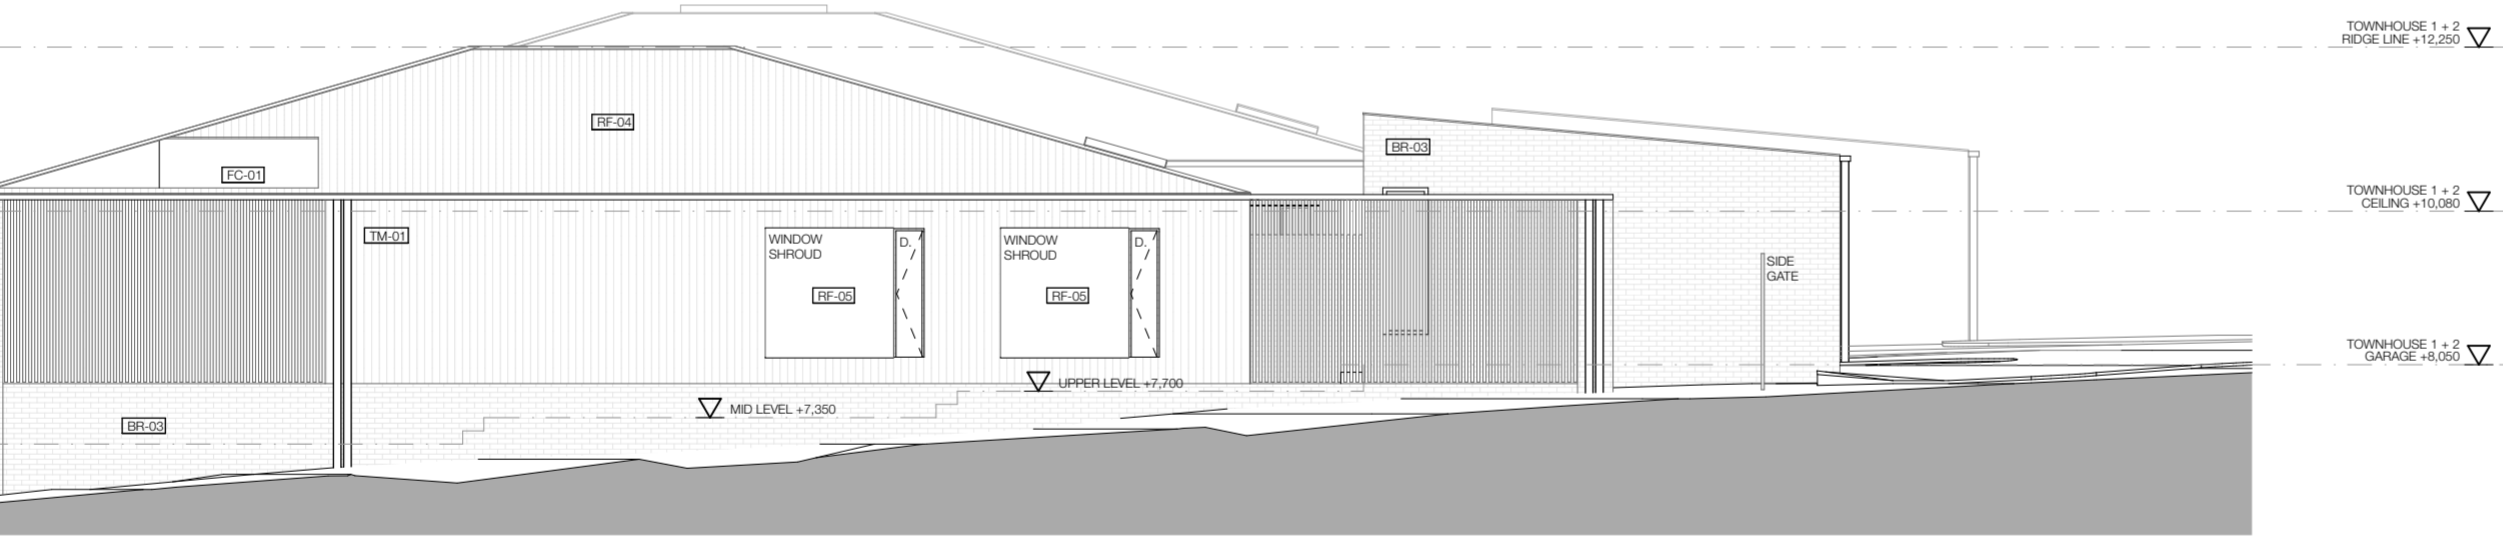 TOWNHOUSE 1 + 2
RIDGE LINE +12,250
RF-04
BR-03
FC-01
TOWNHOUSE 1 + 2
CEILING +10,080
TM-01
WINDOW
SHROUD
D.
WINDOW
SHROUD
D.
SIDE
GATE
RF-05
RF-05
TOWNHOUSE 1 + 2
GARAGE +8,050
UPPER LEVEL +7,700
MID LEVEL +7,350
BR-03